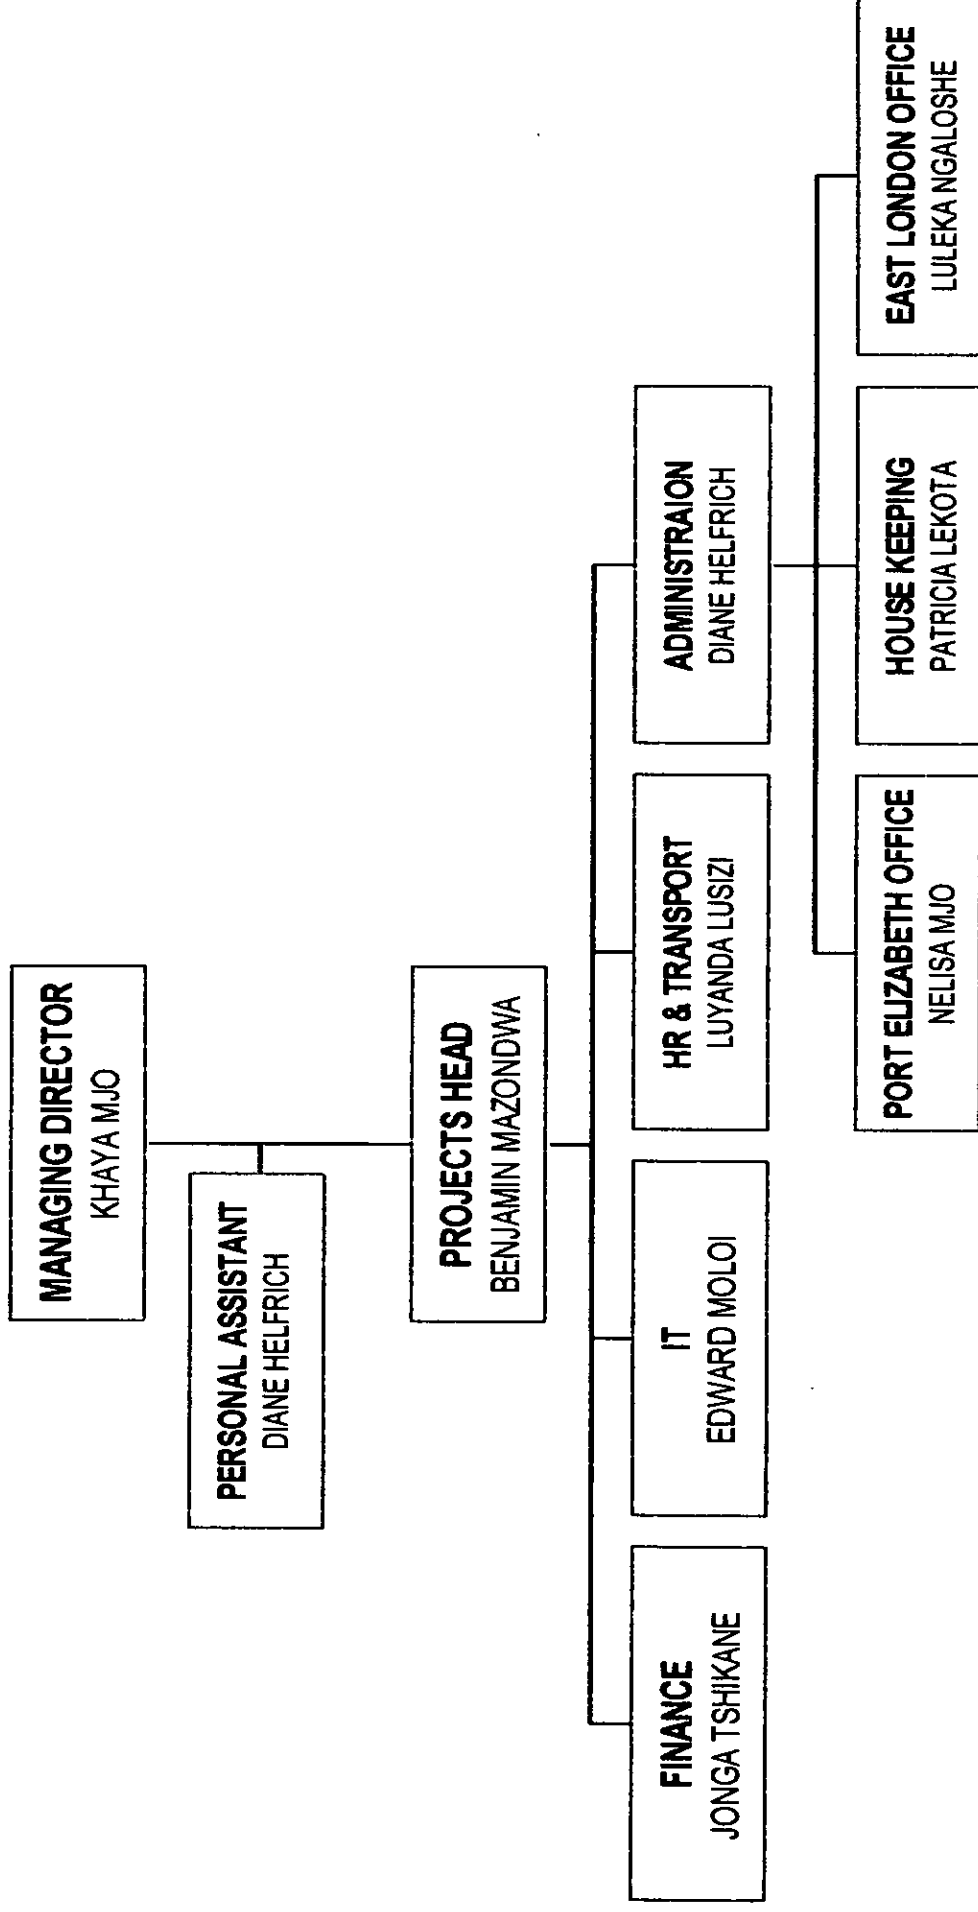 MANAGING DIRECTOR
KHAYA MJO
PERSONAL ASSISTANT
DIANE HELFRICH
PROJECTS HEAD
BENJAMIN MAZONDWA
FINANCE
JONGA TSHIKANE
IT
EDWARD MOLOI
HR & TRANSPORT
LUYANDA LUSIZI
ADMINISTRAION
DIANE HELFRICH
PORT ELIZABETH OFFICE
NELISA MJO
HOUSE KEEPING
PATRICIA LEKOTA
EAST LONDON OFFICE
LULEKA NGALOSHE